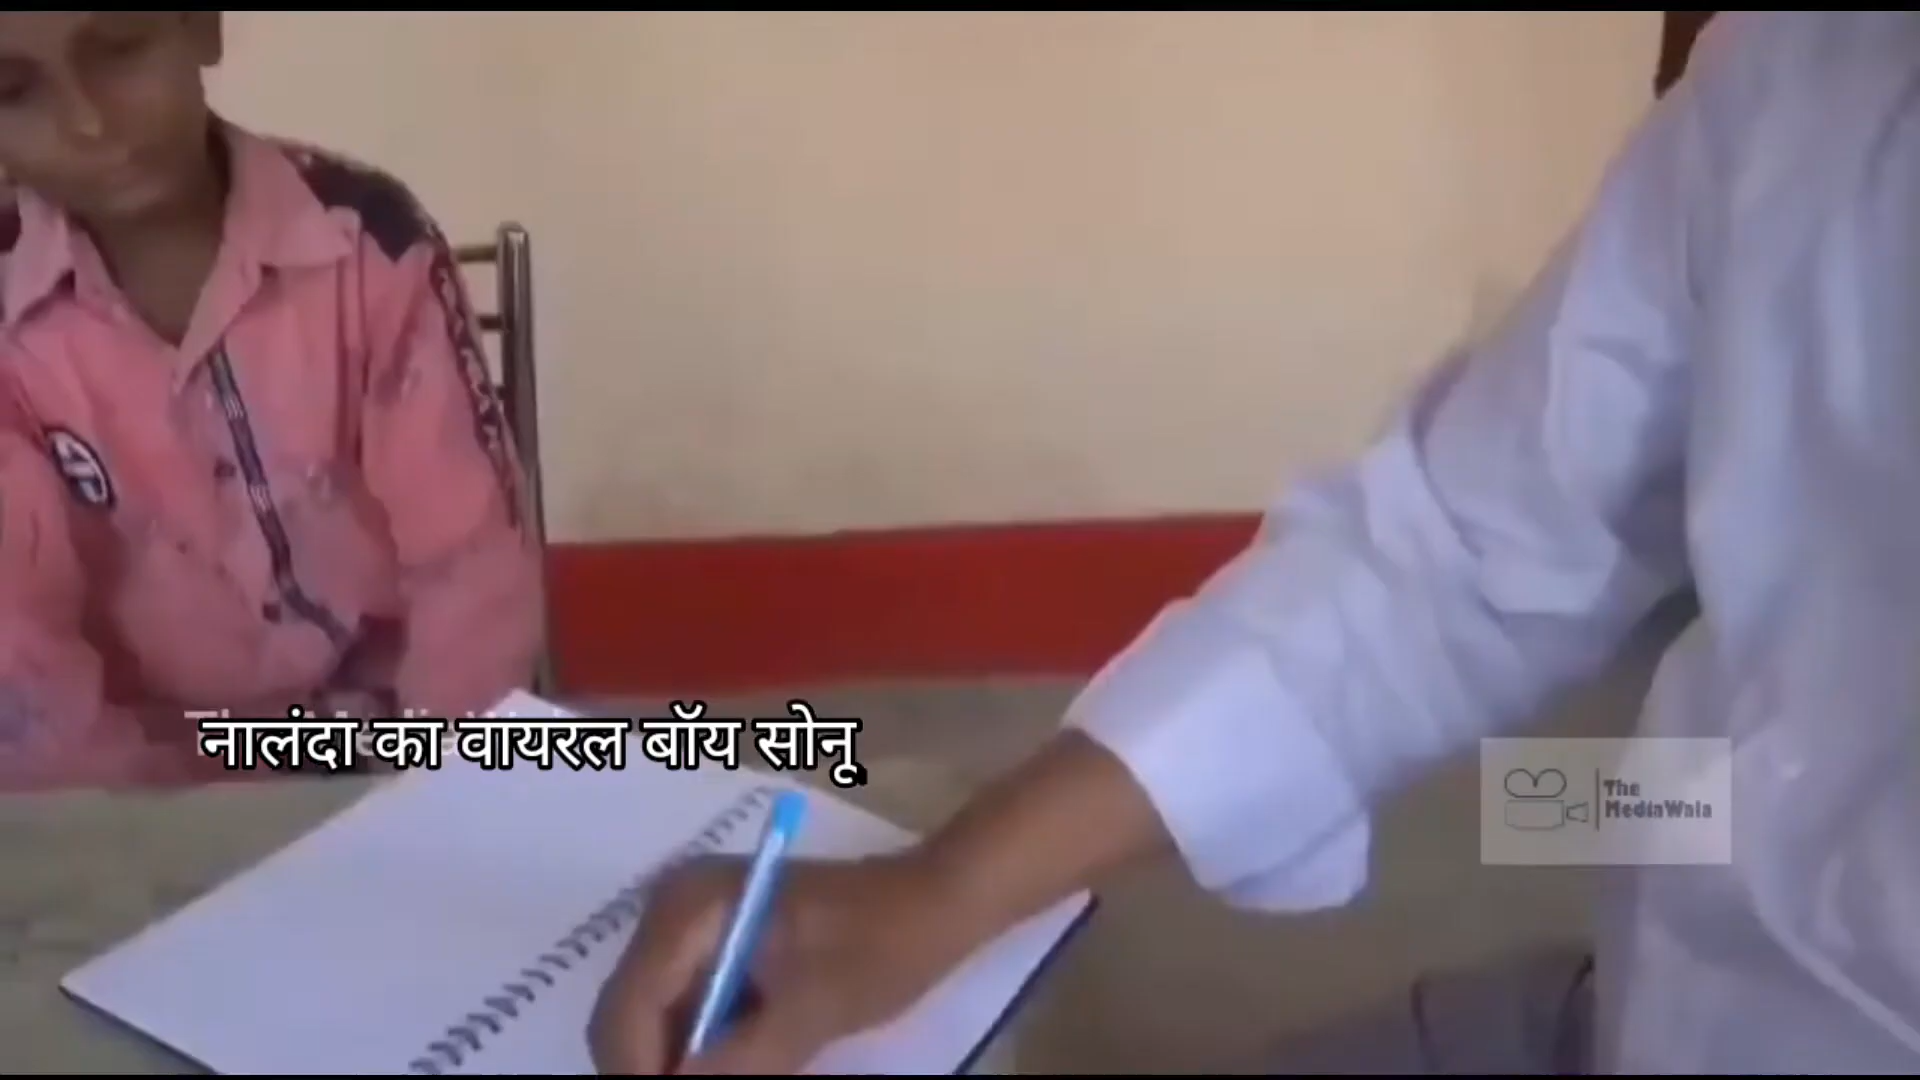 नालंदा का वायरल बॉय सोनू
The
MediaWala